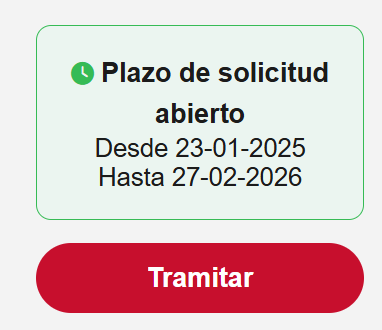 Plazo de solicitud
abierto
Desde 23-01-2025
Hasta 27-02-2026
Tramitar